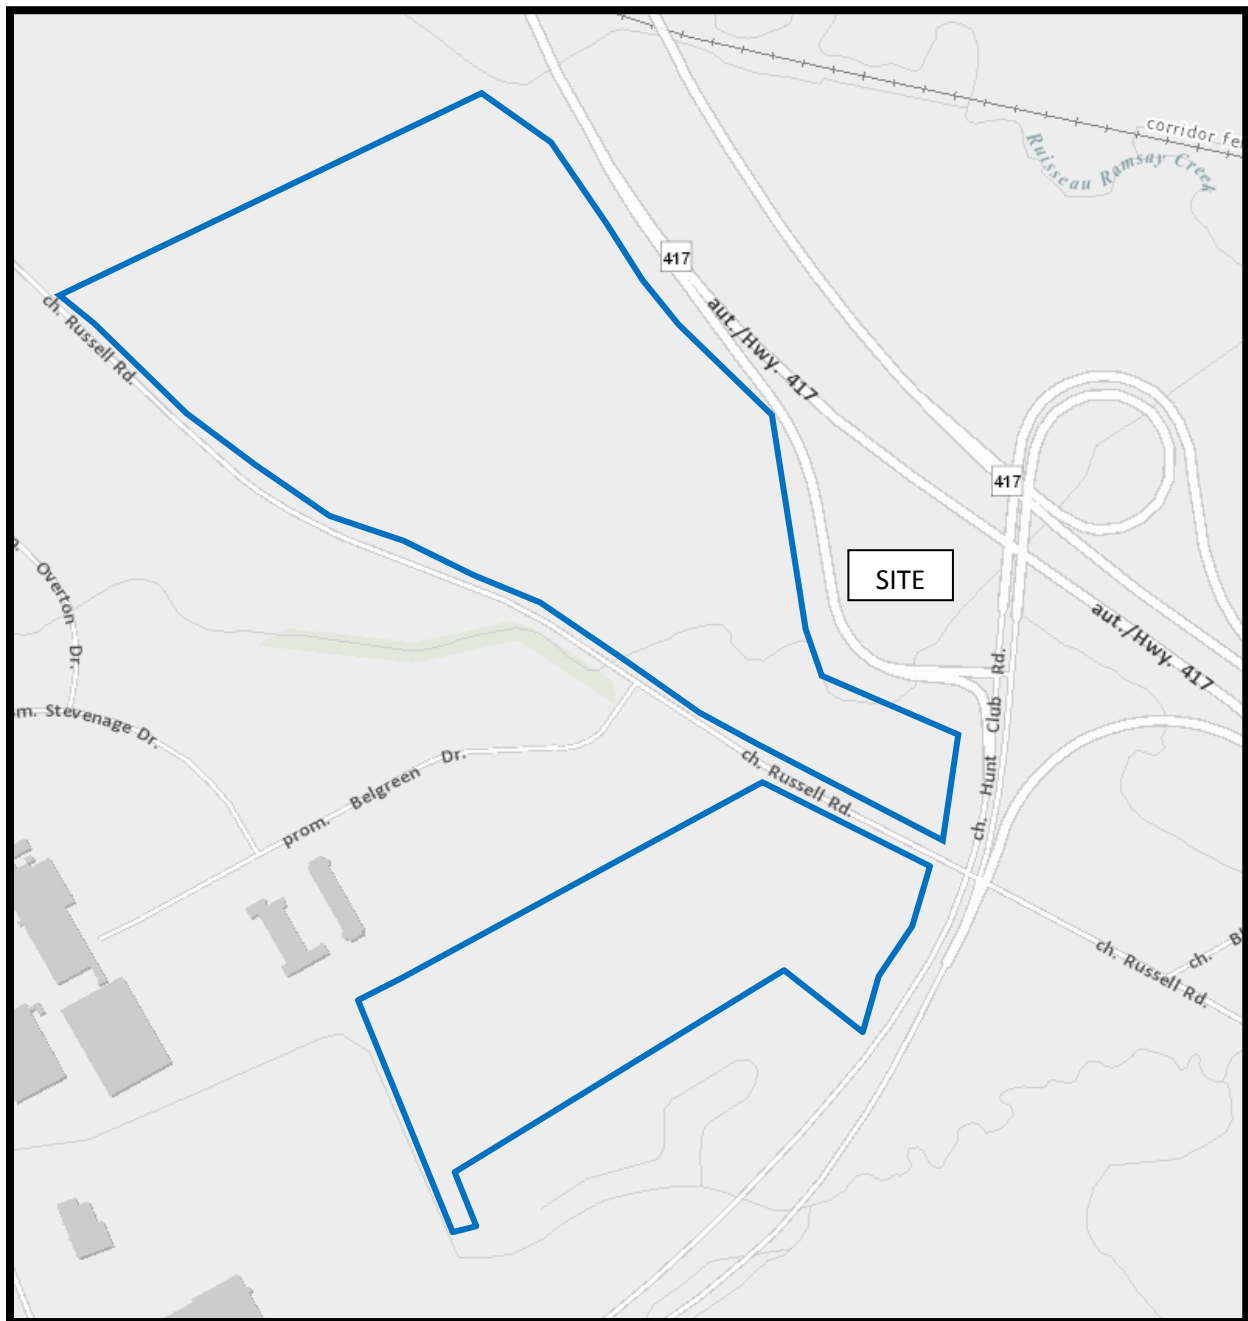 corridor fe
Ruisseau Ramsay Creek
417
aut./Hwy. 417
ch. Russell Rd.
417
SITE
Overton Dr.
aut./Hwy. 417
m. Stevenage Dr.
ch. Hunt Club Rd.
prom. Belgreen Dr.
ch. Russell Rd.
ch. Russell Rd.
ch.